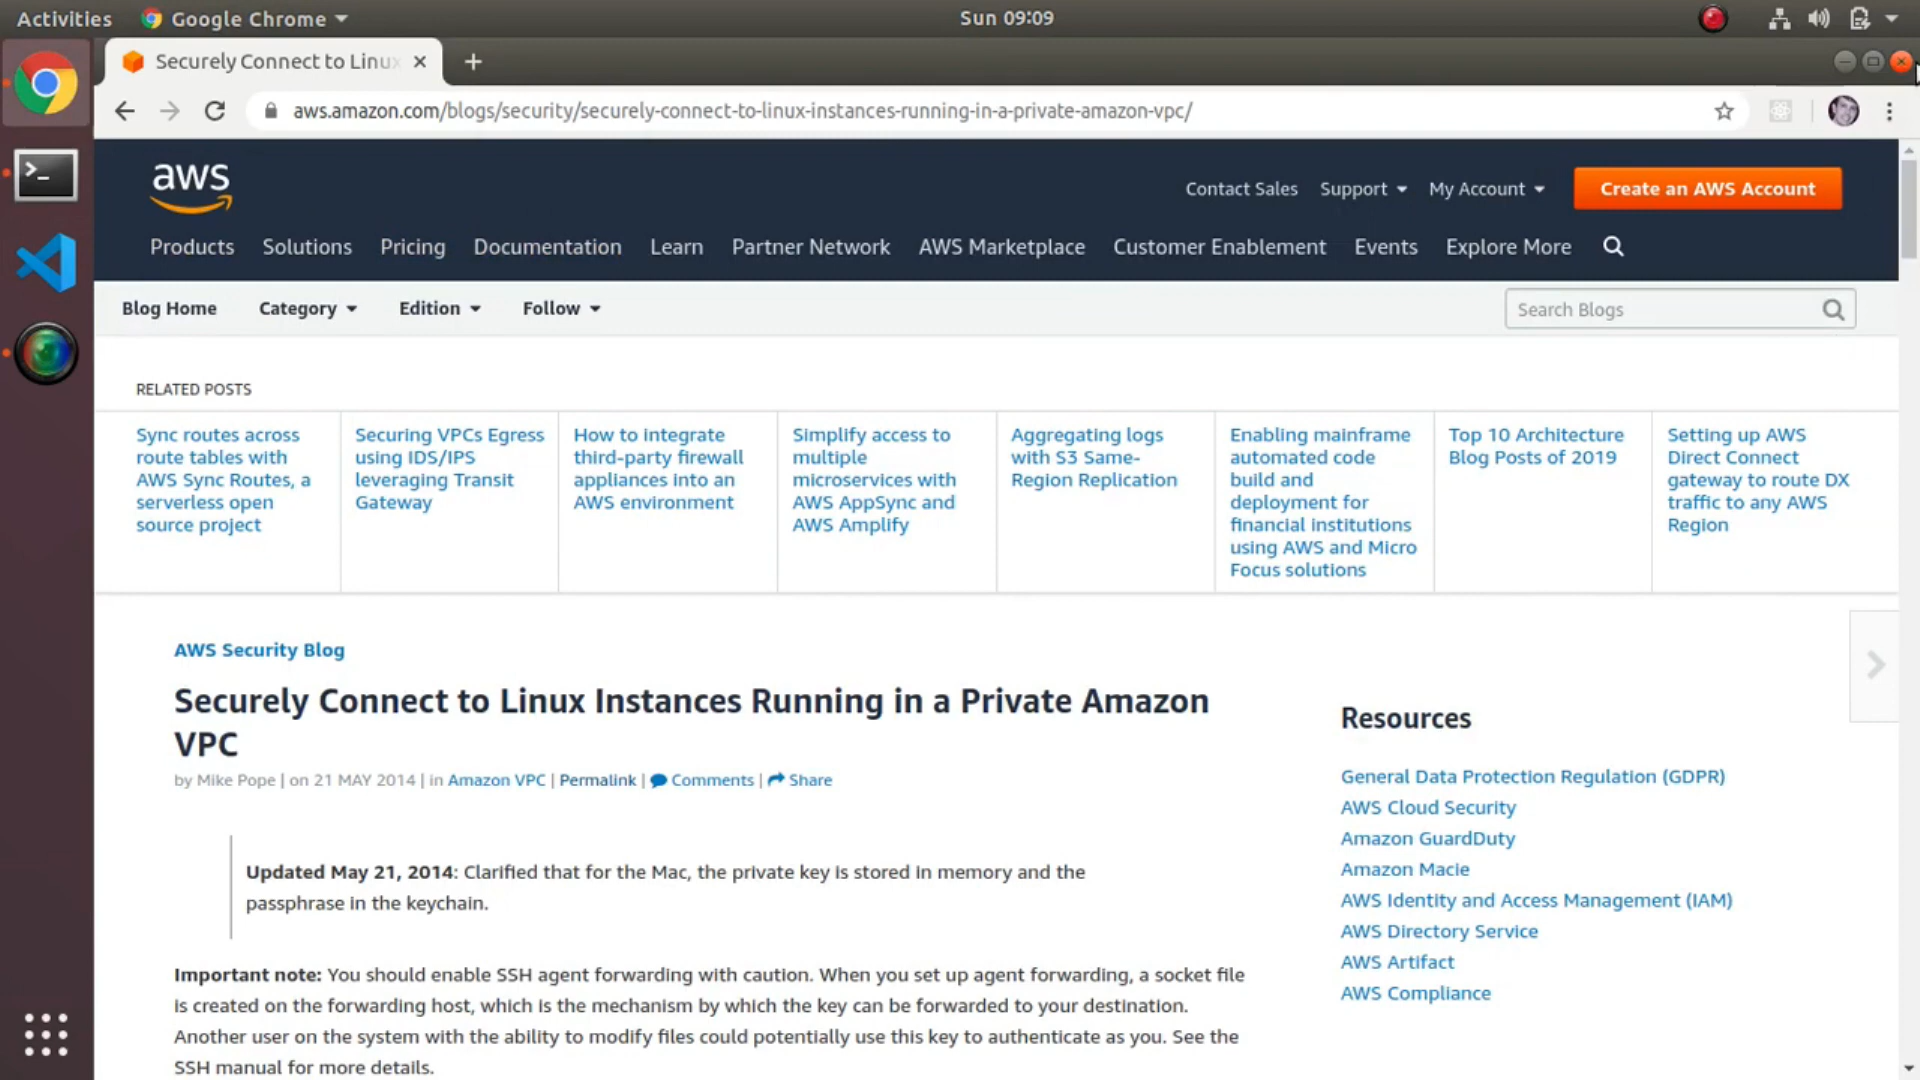 Activities Google Chrome Sun 09:09
Securely Connect to Linux
aws.amazon.com/blogs/security/securely-connect-to-linux-instances-running-in-a-private-amazon-vpc/
aws
Contact Sales Support My Account Create an AWS Account
Products Solutions Pricing Documentation Learn Partner Network AWS Marketplace Customer Enablement Events Explore More
Blog Home Category Edition Follow Search Blogs
RELATED POSTS
Sync routes across
route tables with
AWS Sync Routes, a
serverless open
source project
Securing VPCs Egress
using IDS/IPS
leveraging Transit
Gateway
How to integrate
third-party firewall
appliances into an
AWS environment
Simplify access to
multiple
microservices with
AWS AppSync and
AWS Amplify
Aggregating logs
with S3 Same-
Region Replication
Enabling mainframe
automated code
build and
deployment for
financial institutions
using AWS and Micro
Focus solutions
Top 10 Architecture
Blog Posts of 2019
Setting up AWS
Direct Connect
gateway to route DX
traffic to any AWS
Region
AWS Security Blog
Securely Connect to Linux Instances Running in a Private Amazon
VPC
by Mike Pope | on 21 MAY 2014 | in Amazon VPC | Permalink | Comments | Share
Updated May 21, 2014: Clarified that for the Mac, the private key is stored in memory and the
passphrase in the keychain.
Important note: You should enable SSH agent forwarding with caution. When you set up agent forwarding, a socket file
is created on the forwarding host, which is the mechanism by which the key can be forwarded to your destination.
Another user on the system with the ability to modify files could potentially use this key to authenticate as you. See the
SSH manual for more details.
Resources
General Data Protection Regulation (GDPR)
AWS Cloud Security
Amazon GuardDuty
Amazon Macie
AWS Identity and Access Management (IAM)
AWS Directory Service
AWS Artifact
AWS Compliance